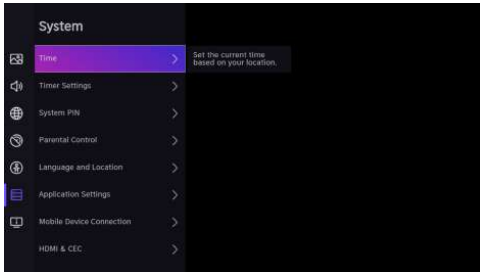 System
Time
Set the current time
based on your location.
Timer Settings
System PIN
Parental Control
Language and Location
Application Settings
Mobile Device Connection
HDMI & CEC